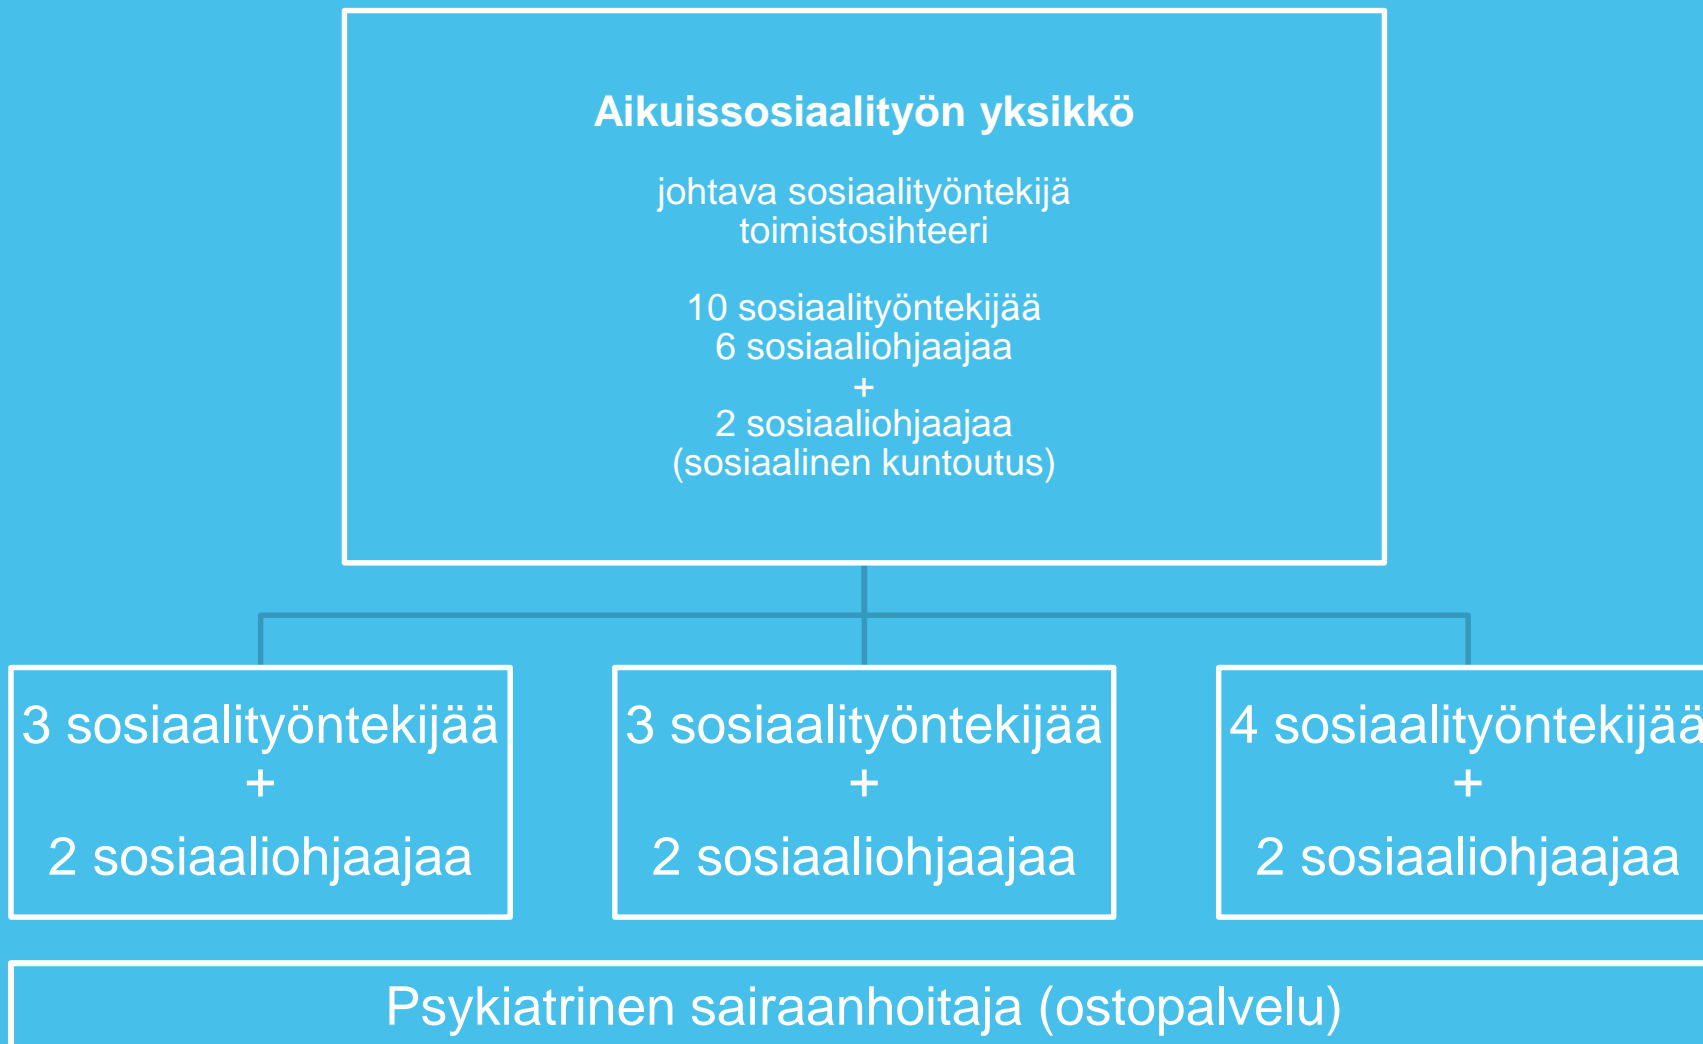 Aikuissosiaalityön yksikkö
johtava sosiaalityöntekijä
toimistosihteeri
10 sosiaalityöntekijää
6 sosiaaliohjaajaa
+
2 sosiaaliohjaajaa
(sosiaalinen kuntoutus)
3 sosiaalityöntekijää
+
2 sosiaaliohjaajaa
3 sosiaalityöntekijää
+
2 sosiaaliohjaajaa
4 sosiaalityöntekijää
+
2 sosiaaliohjaajaa
Psykiatrinen sairaanhoitaja (ostopalvelu)